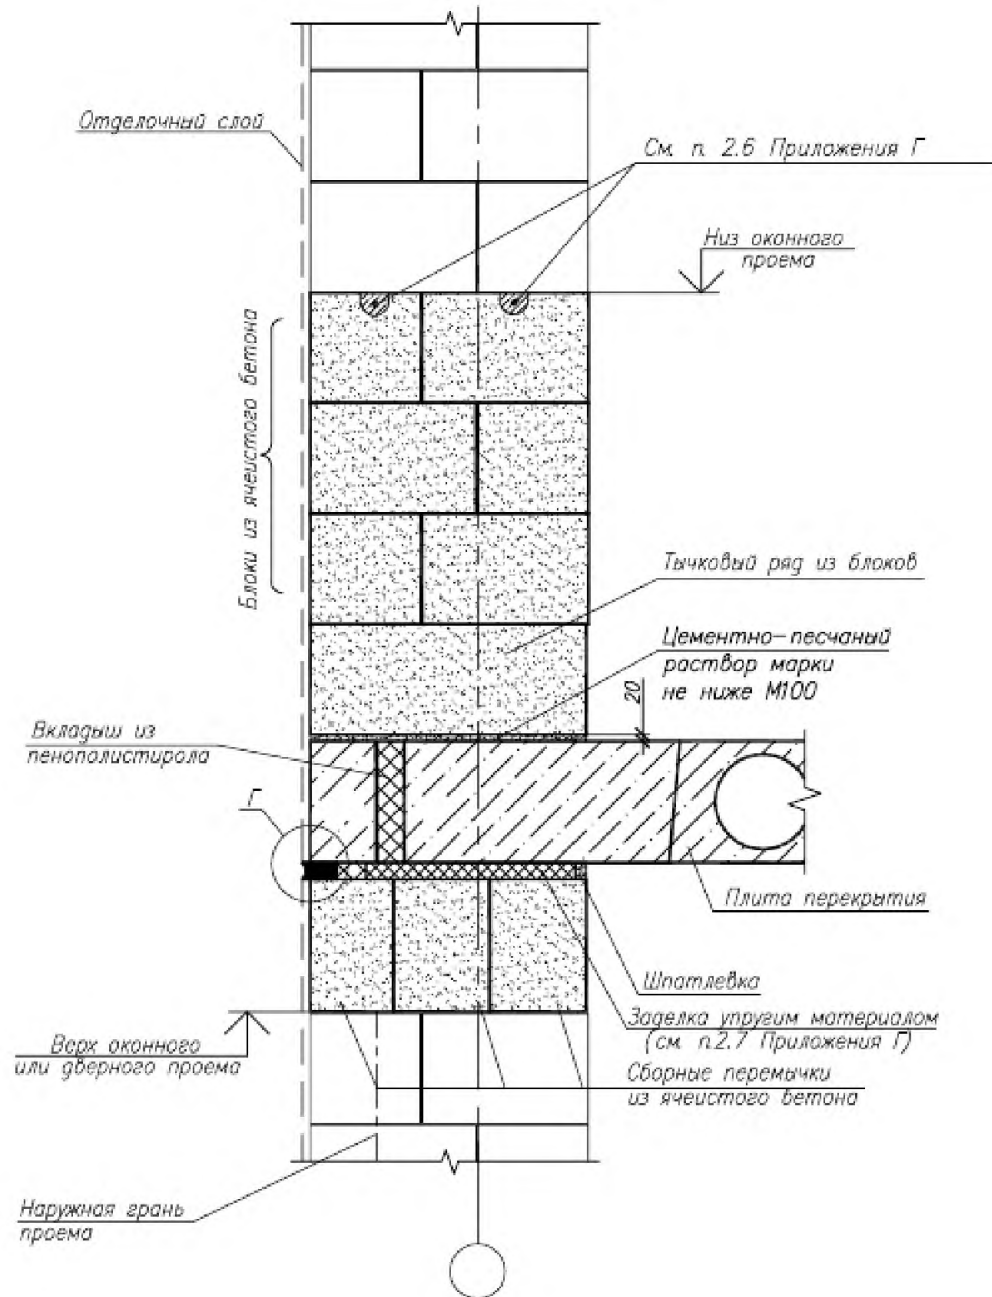 Отделочный слой
См. п. 2.6 Приложения Г
Низ оконного
проема
Блоки из ячеистого бетона
Тычковый ряд из блоков
Цементно-песчаный
раствор марки
не ниже М100
20
Вкладыш из
пенополистирола
Г
Плита перекрытия
Шпатлевка
Заделка упругим материалом
(см. п.2.7 Приложения Г)
Верх оконного
или дверного проема
Сборные перемычки
из ячеистого бетона
Наружная грань
проема